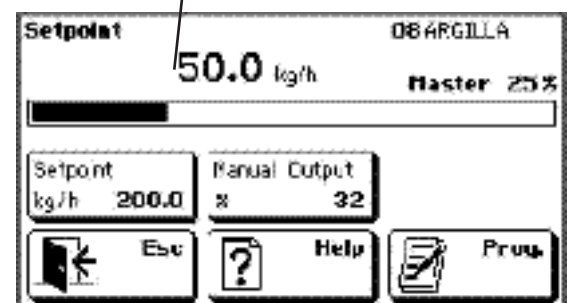 Setpoint 08 ARGILLA
50.0 kg/h
Master 25%
Setpoint Manual Output
kg/h 200.0 % 32
Esc Help Prog.